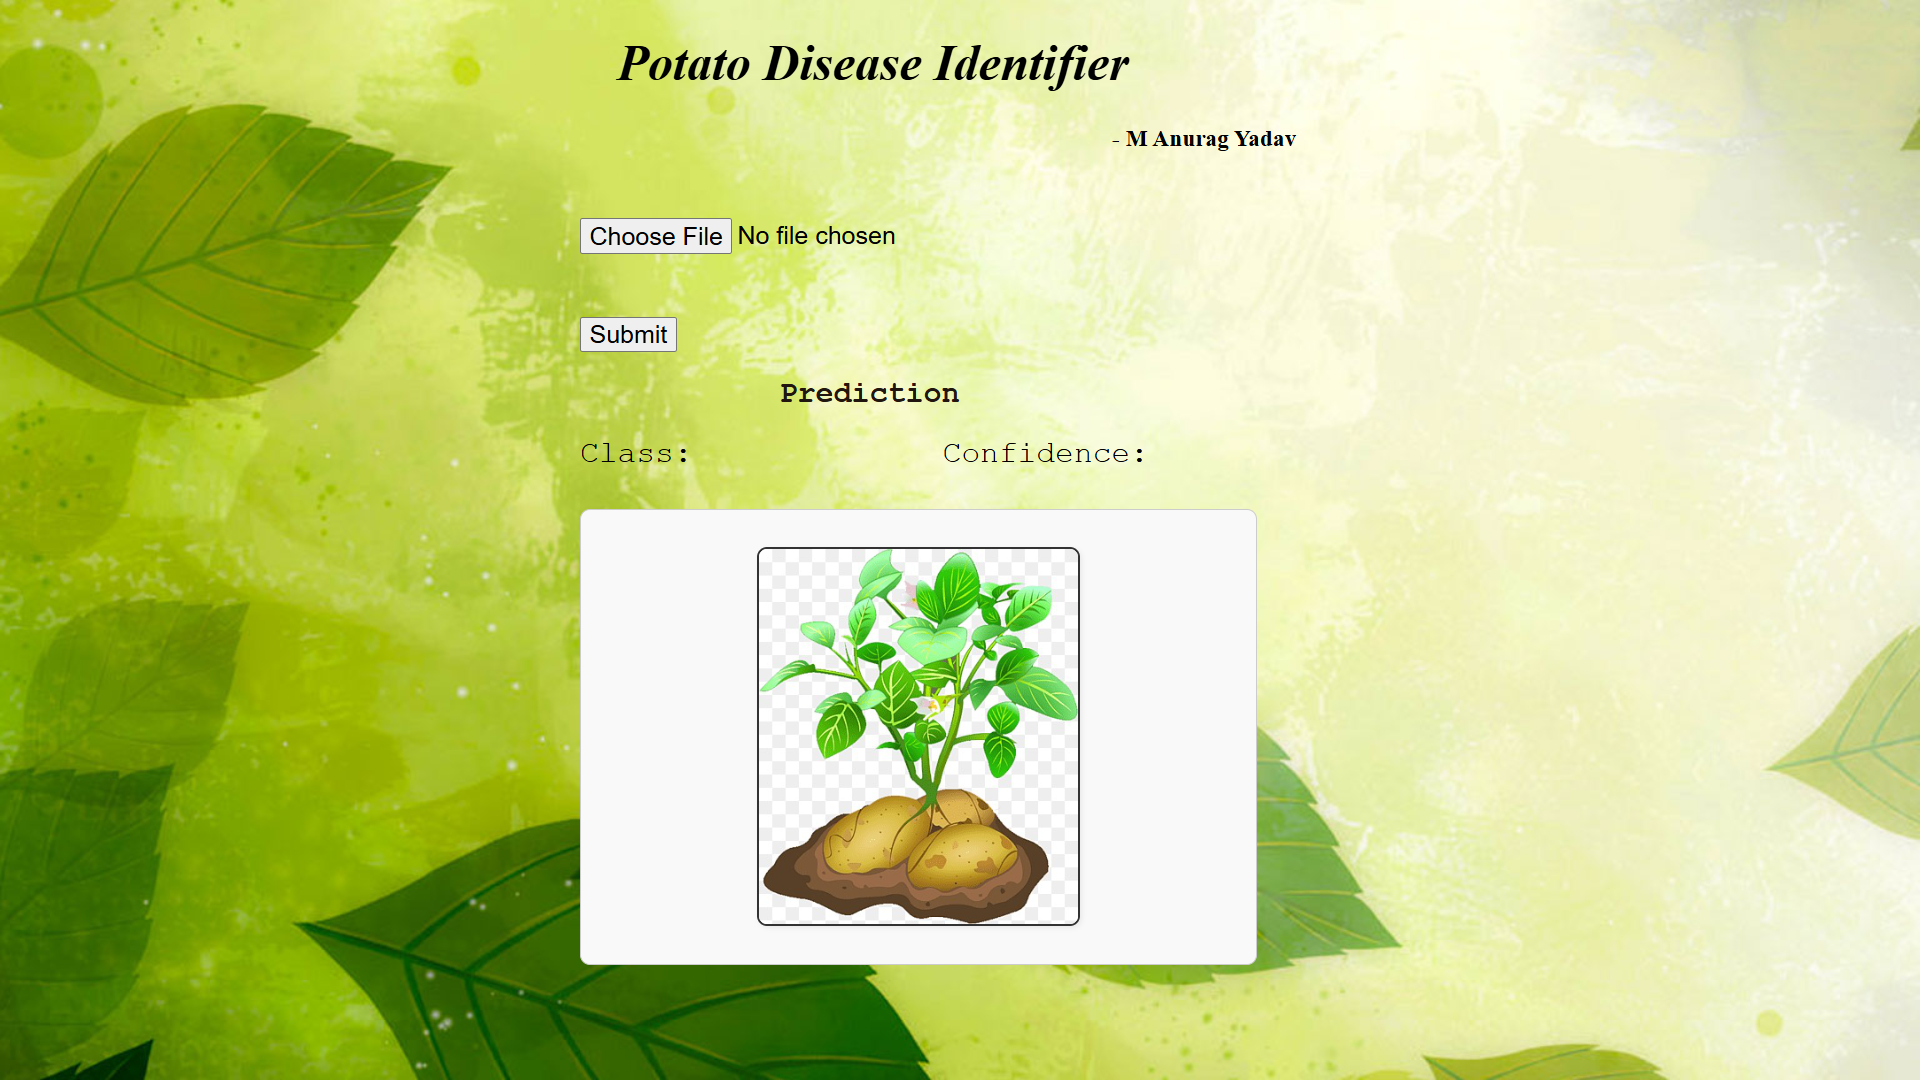 Potato Disease Identifier
- M Anurag Yadav
Choose File No file chosen
Submit
Prediction
Class: Confidence: